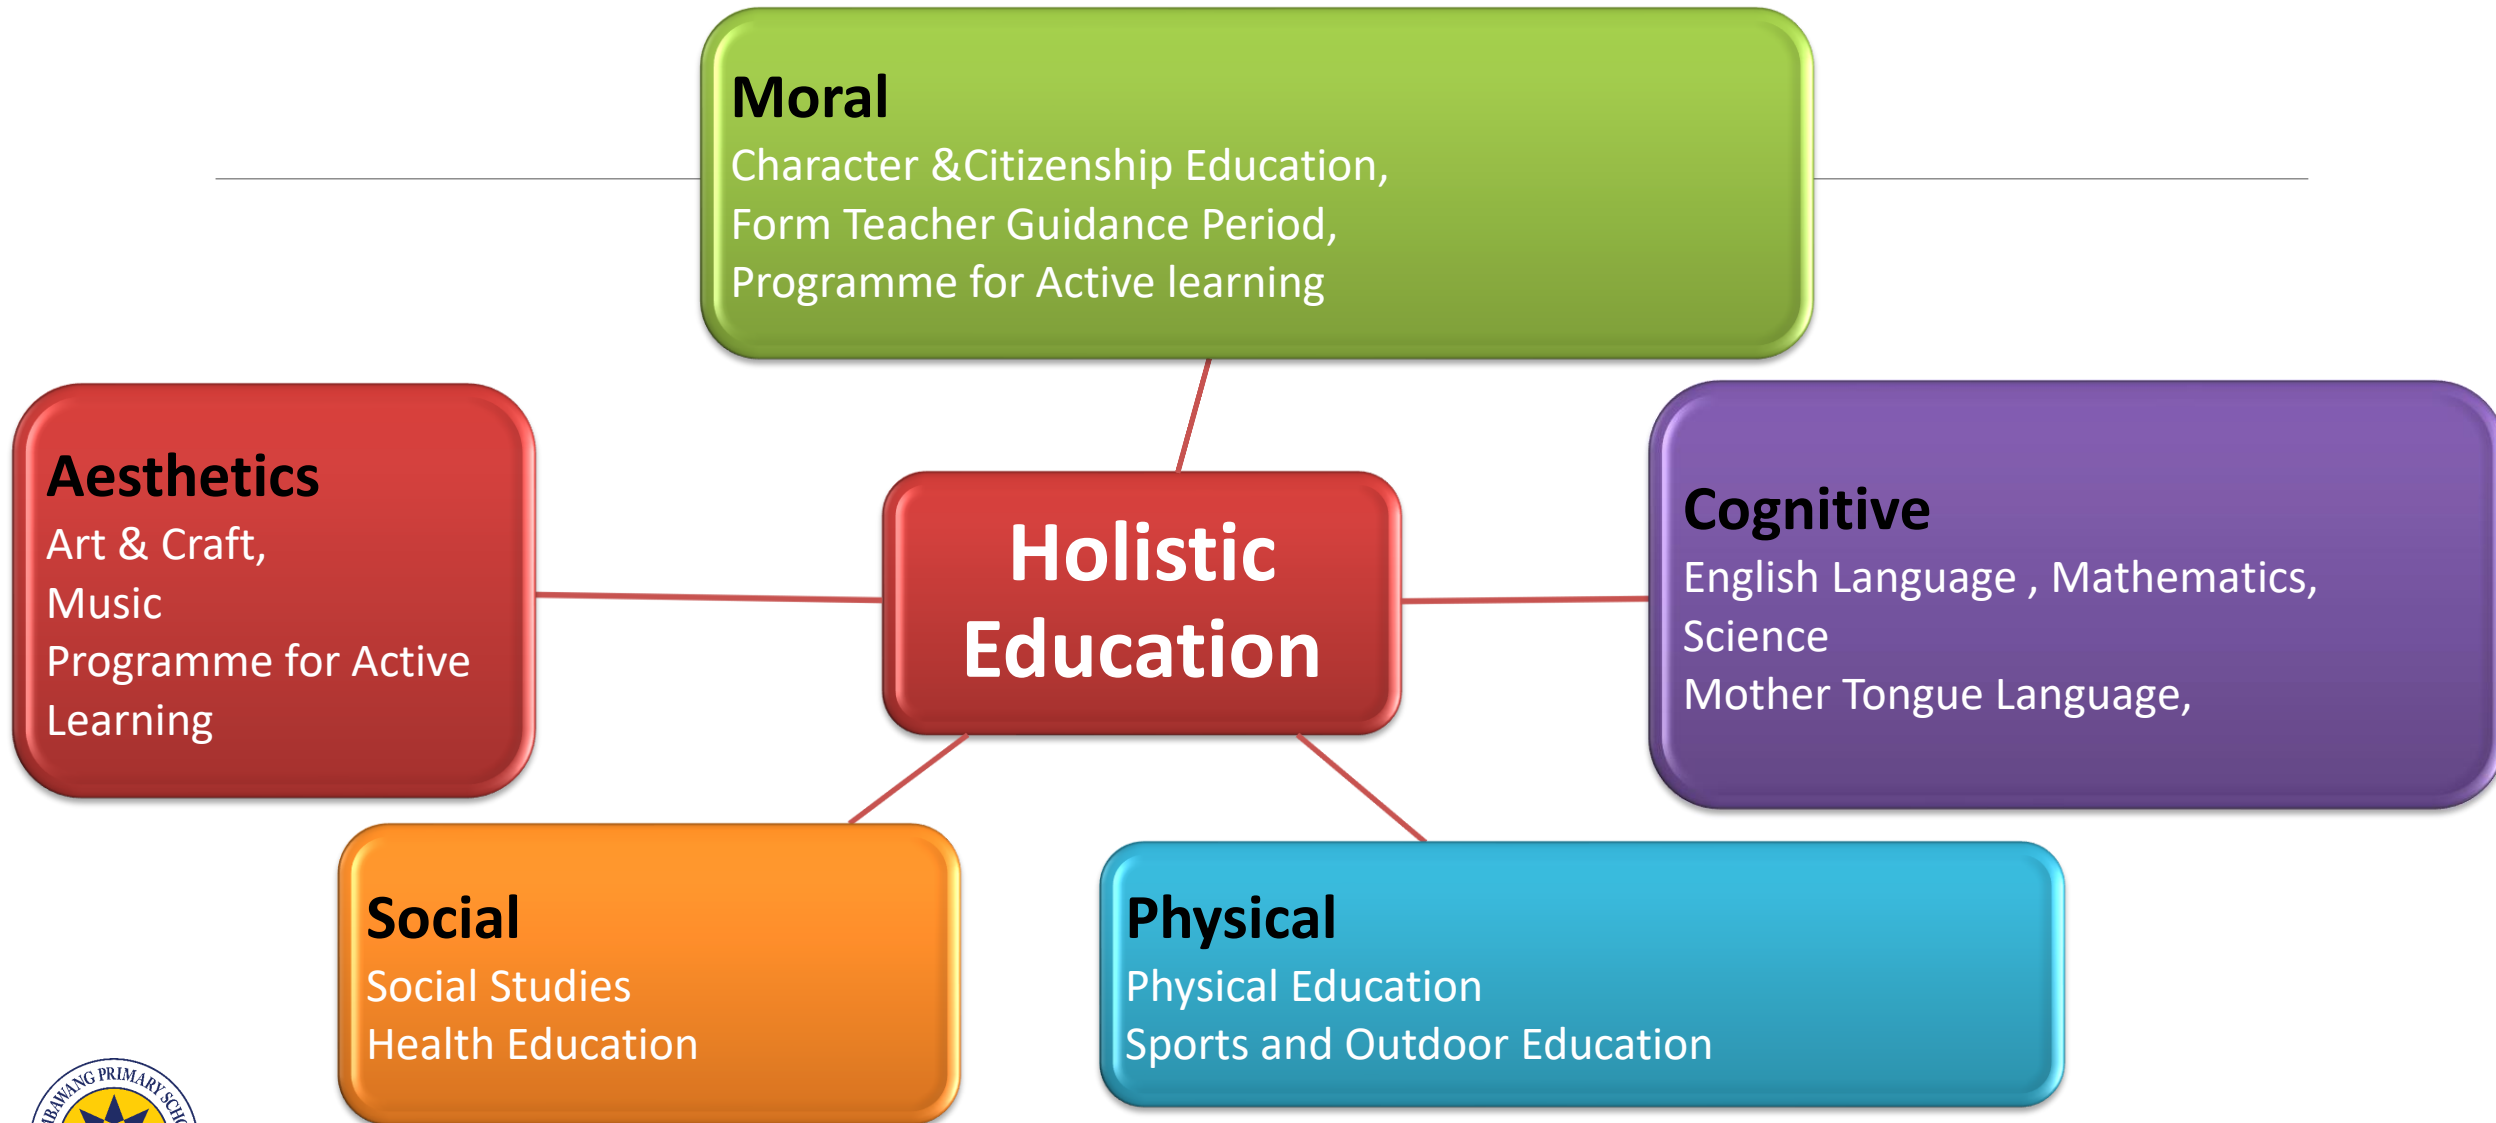 Moral
Character &Citizenship Education,
Form Teacher Guidance Period,
Programme for Active learning
Aesthetics
Art & Craft,
Music
Programme for Active
Learning
Holistic
Education
Cognitive
English Language , Mathematics,
Science
Mother Tongue Language,
Social
Social Studies
Health Education
Physical
Physical Education
Sports and Outdoor Education
PRIMARY